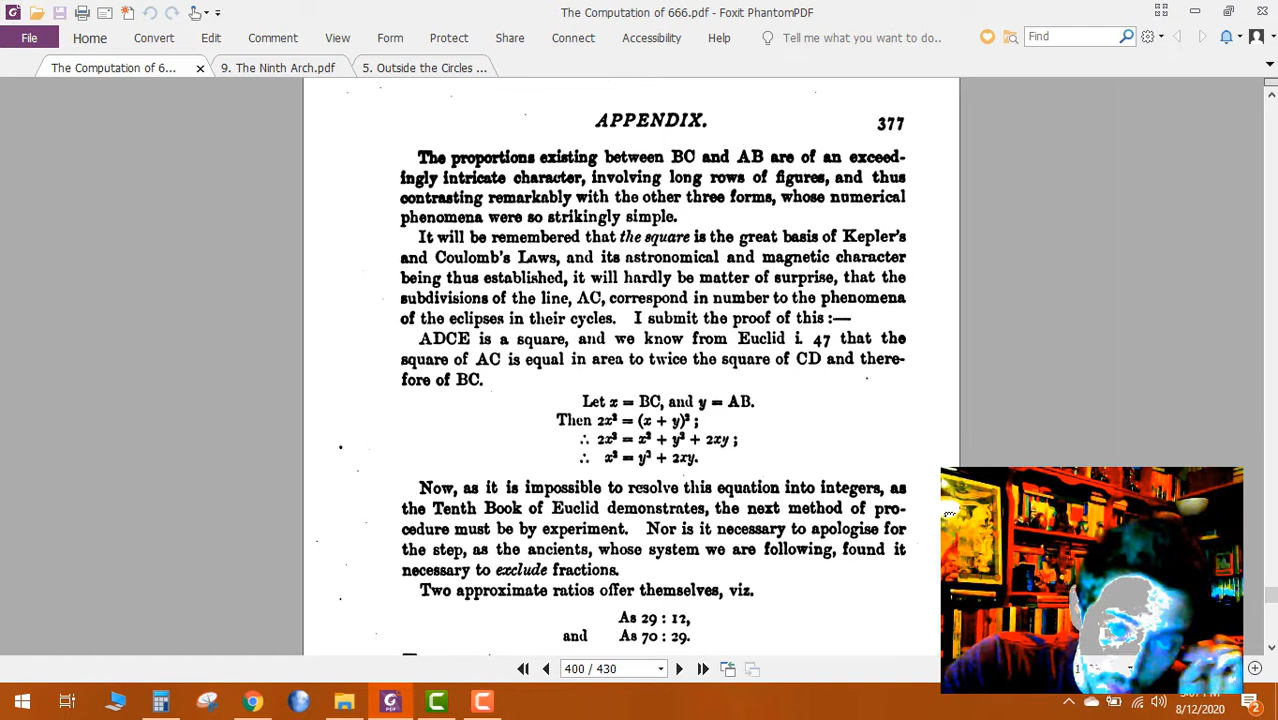 The Computation of 666.pdf - Foxit PhantomPDF
File Home Convert Edit Comment View Form Protect Share Connect Accessibility Help Tell me what you want to do.. Find
The Computation of 6... 9. The Ninth Arch.pdf 5. Outside the Circles ...
APPENDIX. 377
The proportions existing between BC and AB are of an exceed-
ingly intricate character, involving long rows of figures, and thus
contrasting remarkably with the other three forms, whose numerical
phenomena were so strikingly simple.
It will be remembered that the square is the great basis of Kepler's
and Coulomb's Laws, and its astronomical and magnetic character
being thus established, it will hardly be matter of surprise, that the
subdivisions of the line, AC, correspond in number to the phenomena
of the eclipses in their cycles. I submit the proof of this :—
ADCE is a square, and we know from Euclid i. 47 that the
square of AC is equal in area to twice the square of CD and there-
fore of BC.
Let x = BC, and y = AB.
Then 2x² = (x + y)² ;
∴ 2x² = x² + y² + 2xy ;
∴ x² = y² + 2xy.
Now, as it is impossible to resolve this equation into integers, as
the Tenth Book of Euclid demonstrates, the next method of pro-
cedure must be by experiment. Nor is it necessary to apologise for
the step, as the ancients, whose system we are following, found it
necessary to exclude fractions.
Two approximate ratios offer themselves, viz.
As 29 : 12,
and As 70 : 29.
400 / 430
8/12/2020
2